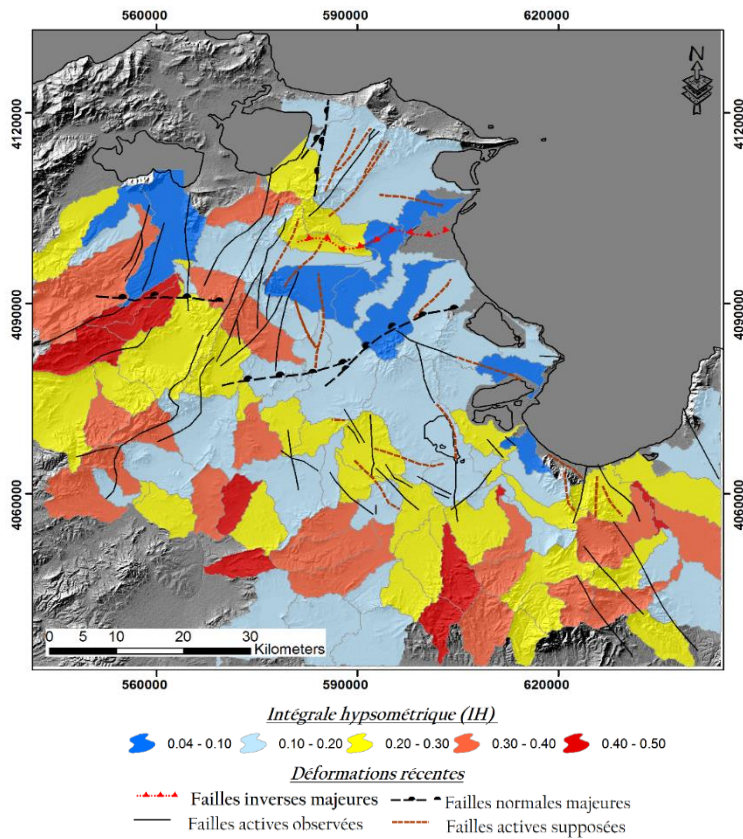 560000 590000 620000
N
4120000 4120000
4090000 4090000
4060000 4060000
0 5 10 20 30
Kilometers
560000 590000 620000
Intégrale hypsométrique (IH)
0.04 - 0.10 0.10 - 0.20 0.20 - 0.30 0.30 - 0.40 0.40 - 0.50
Déformations récentes
Failles inverses majeures Failles normales majeures
Failles actives observées Failles actives supposées